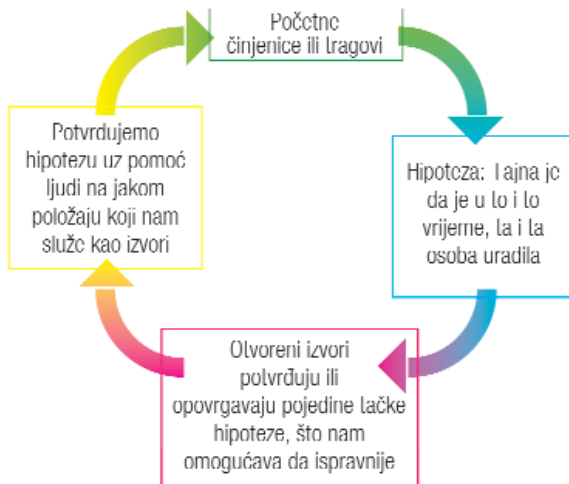 Početne
činjenice ili tragovi
Hipoteza: Tajna je
da je u to i to
vrijeme, ta i ta
osoba uradila
Otvoreni izvori
potvrđuju ili
opovrgavaju pojedine tačke
hipoteze, što nam
omogućava da ispravnije
Potvrdujemo
hipotezu uz pomoć
ljudi na jakom
položaju koji nam
služe kao izvori